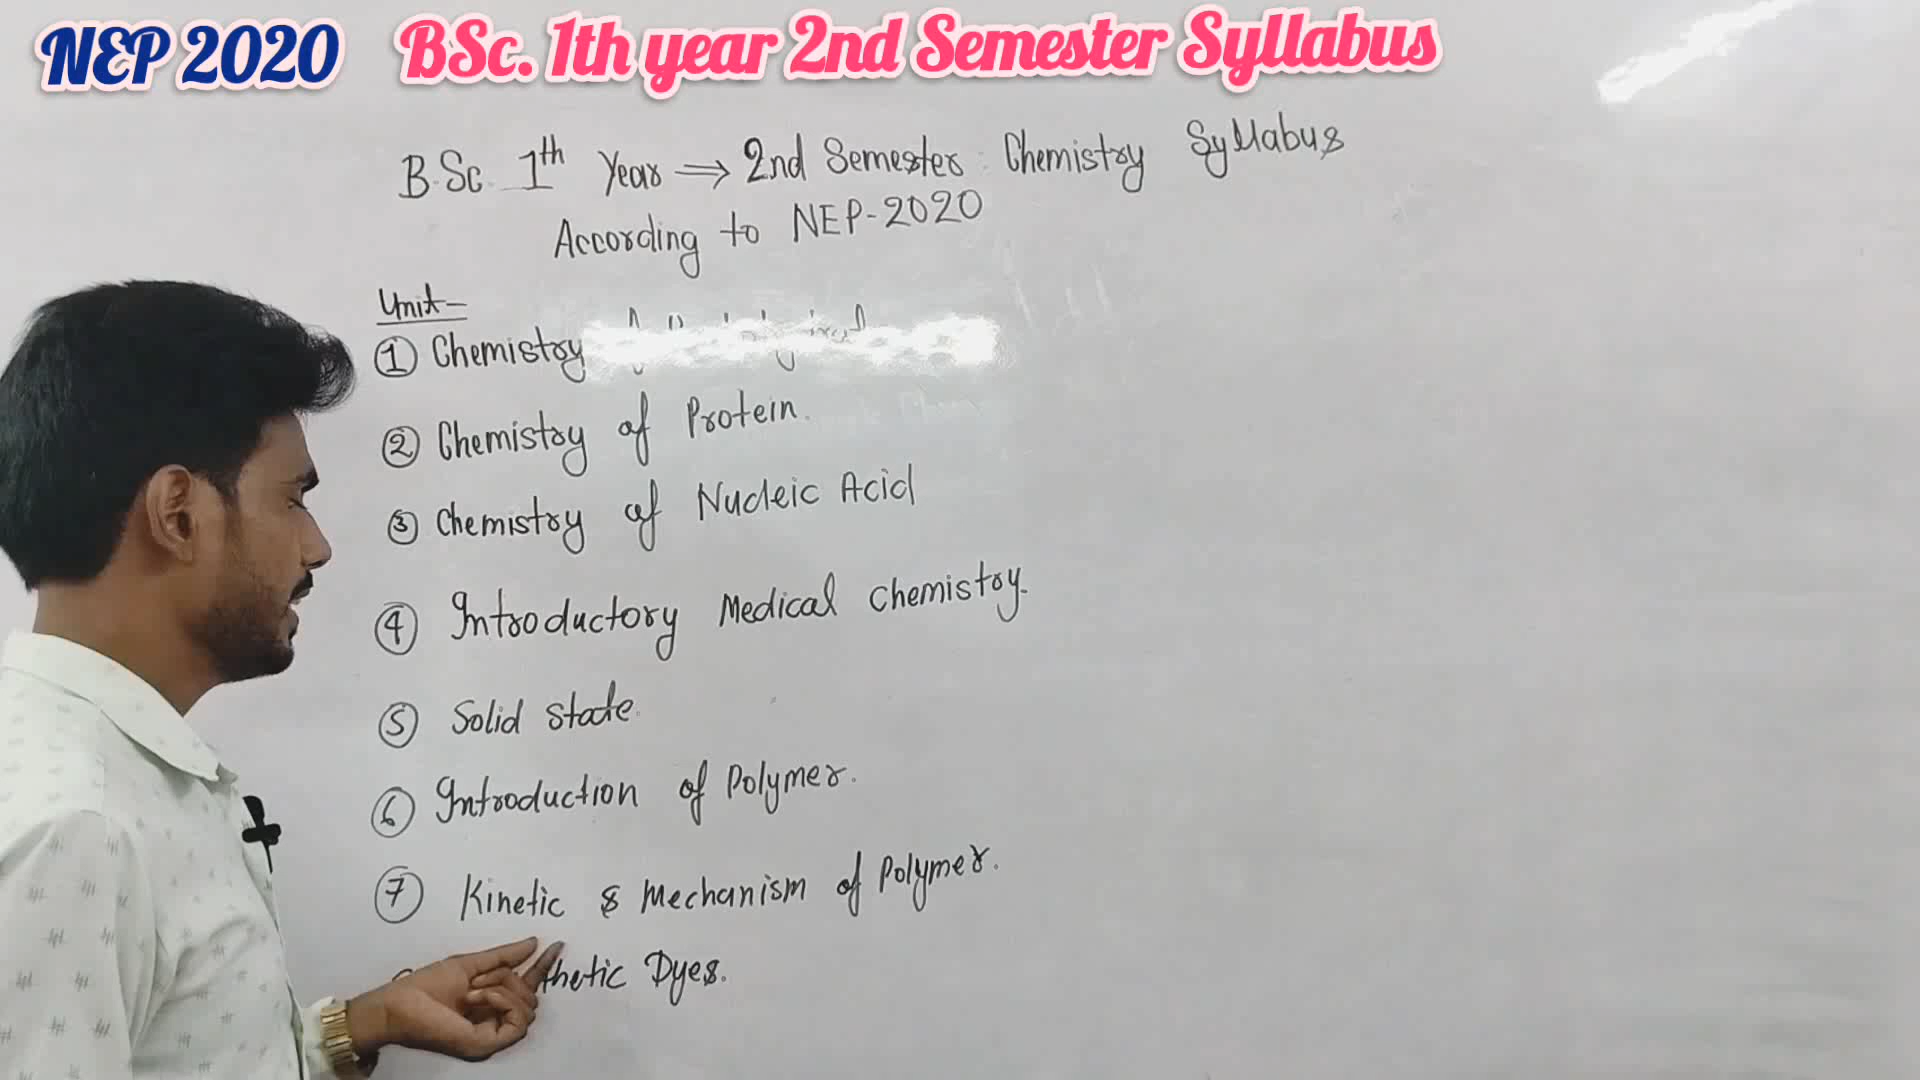 NEP 2020 BSc. 1th year 2nd Semester Syllabus
B.Sc. 1th Year ⇒ 2nd Semester Chemistry Syllabus
According to NEP-2020
Unit-
① Chemistry
② Chemistry of Protein.
③ Chemistry of Nucleic Acid
④ Introductory Medical Chemistry.
⑤ Solid state.
⑥ Introduction of Polymer.
⑦ Kinetic & Mechanism of Polymer.
thetic Dyes.